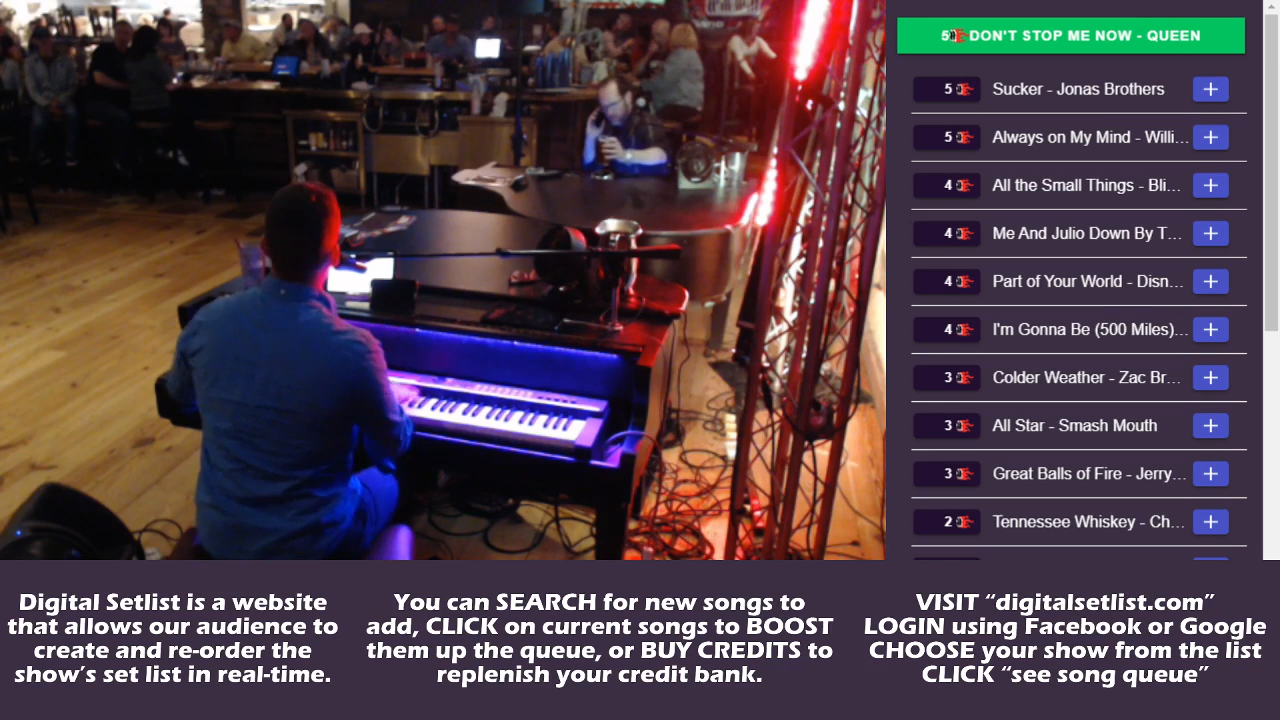 5 DON'T STOP ME NOW - QUEEN
5 Sucker - Jonas Brothers +
5 Always on My Mind - Willi... +
4 All the Small Things - Bli... +
4 Me And Julio Down By T... +
4 Part of Your World - Disn... +
4 I'm Gonna Be (500 Miles)... +
3 Colder Weather - Zac Br... +
3 All Star - Smash Mouth +
3 Great Balls of Fire - Jerry... +
2 Tennessee Whiskey - Ch... +
Digital Setlist is a website
that allows our audience to
create and re-order the
show's set list in real-time.
You can SEARCH for new songs to
add, CLICK on current songs to BOOST
them up the queue, or BUY CREDITS to
replenish your credit bank.
VISIT “digitalsetlist.com”
LOGIN using Facebook or Google
CHOOSE your show from the list
CLICK “see song queue”